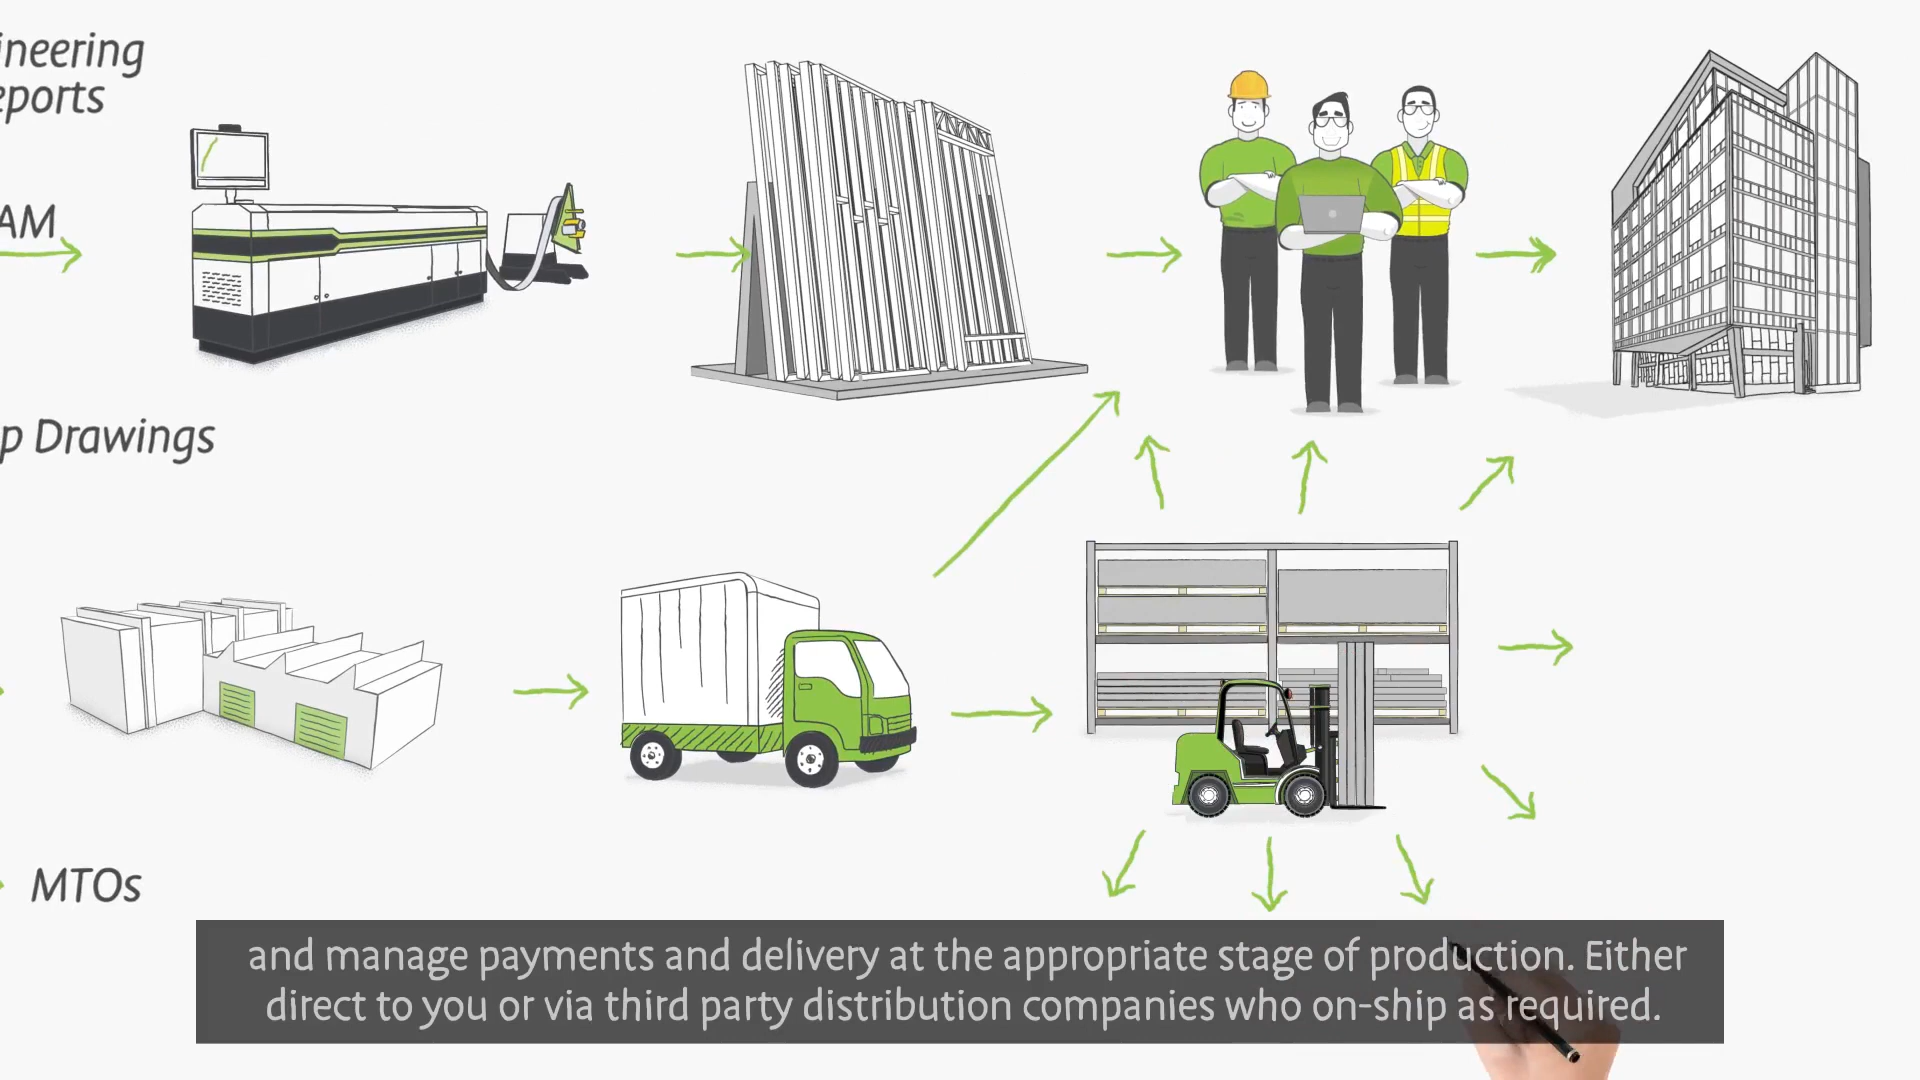 ineering
eports
AM
p Drawings
MTOs
and manage payments and delivery at the appropriate stage of production. Either
direct to you or via third party distribution companies who on-ship as required.